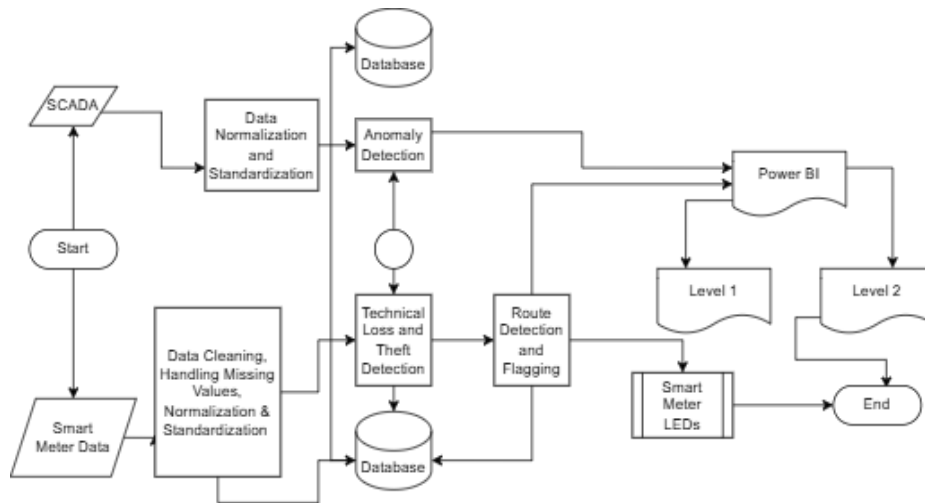 Database
SCADA
Data
Normalization
and
Standardization
Anomaly
Detection
Power BI
Start
Level 1
Level 2
Technical
Loss and
Theft
Detection
Route
Detection
and
Flagging
Data Cleaning,
Handling Missing
Values,
Normalization &
Standardization
Smart
Meter Data
Smart
Meter
LEDs
End
Database